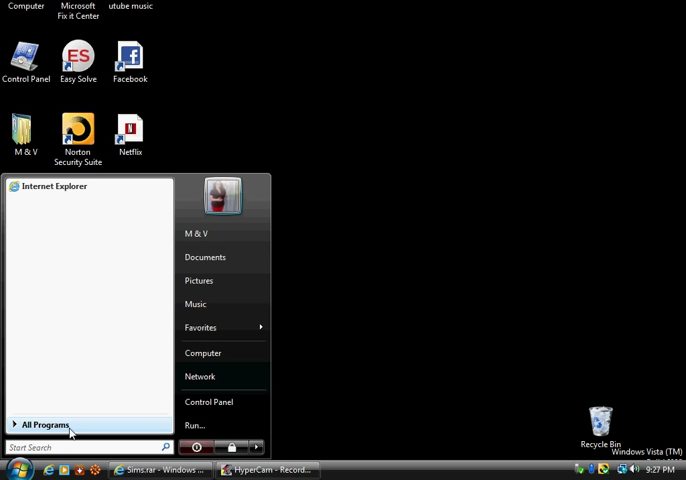 Computer
Microsoft
Fix it Center
utube music
Control Panel
ES
Easy Solve
Facebook
M & V
Norton
Security Suite
N
Netflix
Internet Explorer
M & V
Documents
Pictures
Music
Favorites
Computer
Network
Control Panel
Run...
All Programs
Start Search
Recycle Bin
Windows Vista (TM)
Sims.rar - Windows ...
HyperCam - Record...
9:27 PM